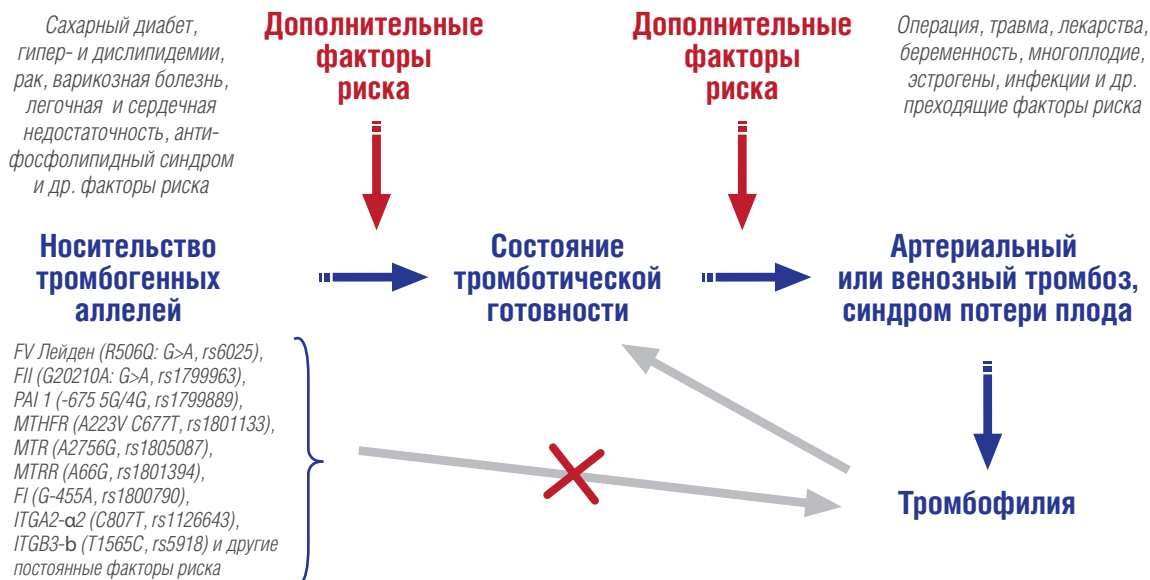 Сахарный диабет,
гипер- и дислипидемии,
рак, варикозная болезнь,
легочная и сердечная
недостаточность, анти-
фосфолипидный синдром
и др. факторы риска
Дополнительные
факторы
риска
Дополнительные
факторы
риска
Операция, травма, лекарства,
беременность, многоплодие,
эстрогены, инфекции и др.
преходящие факторы риска
Носительство
тромбогенных
аллелей
Состояние
тромботической
готовности
Артериальный
или венозный тромбоз,
синдром потери плода
FV Лейден (R506Q: G>A, rs6025),
FII (G20210A: G>A, rs1799963),
PAI 1 (-675 5G/4G, rs1799889),
MTHFR (A223V C677T, rs1801133),
MTR (A2756G, rs1805087),
MTRR (A66G, rs1801394),
FI (G-455A, rs1800790),
ITGA2-α2 (C807T, rs1126643),
ITGB3-b (T1565C, rs5918) и другие
постоянные факторы риска
Тромбофилия